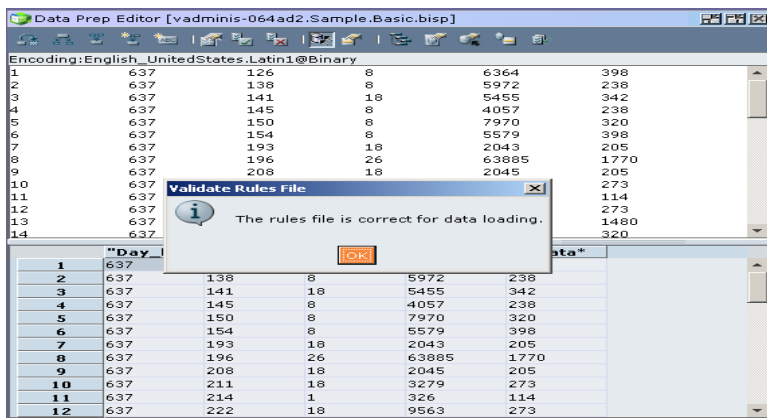 Data Prep Editor [vadminis-064ad2.Sample.Basic.bisp]
Encoding:English_UnitedStates.Latin1@Binary
1 637 126 8 6364 398
2 637 138 8 5972 238
3 637 141 18 5455 342
4 637 145 8 4057 238
5 637 150 8 7970 320
6 637 154 8 5579 398
7 637 193 18 2043 205
8 637 196 26 63885 1770
9 637 208 18 2045 205
10 637 273
11 637 114
12 637 273
13 637 1480
14 637 320
Validate Rules File
The rules file is correct for data loading.
OK
"Day_ ata*
1 637
2 637 138 8 5972 238
3 637 141 18 5455 342
4 637 145 8 4057 238
5 637 150 8 7970 320
6 637 154 8 5579 398
7 637 193 18 2043 205
8 637 196 26 63885 1770
9 637 208 18 2045 205
10 637 211 18 3279 273
11 637 214 1 326 114
12 637 222 18 9563 273